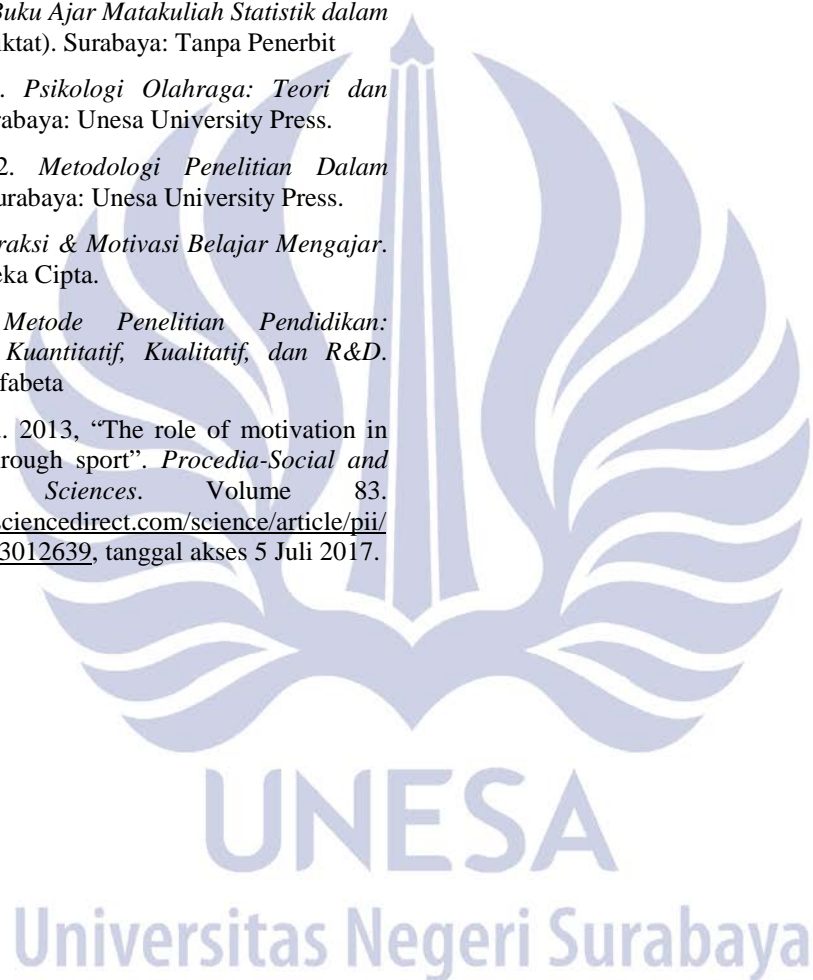 Buku Ajar Matakuliah Statistik dalam
iktat). Surabaya: Tanpa Penerbit
. Psikologi Olahraga: Teori dan
rabaya: Unesa University Press.
2. Metodologi Penelitian Dalam
urabaya: Unesa University Press.
raksi & Motivasi Belajar Mengajar.
eka Cipta.
Metode Penelitian Pendidikan:
Kuantitatif, Kualitatif, dan R&D.
fabeta
. 2013, “The role of motivation in
rough sport”. Procedia-Social and
Sciences. Volume 83.
sciencedirect.com/science/article/pii/
3012639, tanggal akses 5 Juli 2017.
UNESA
Universitas Negeri Surabaya